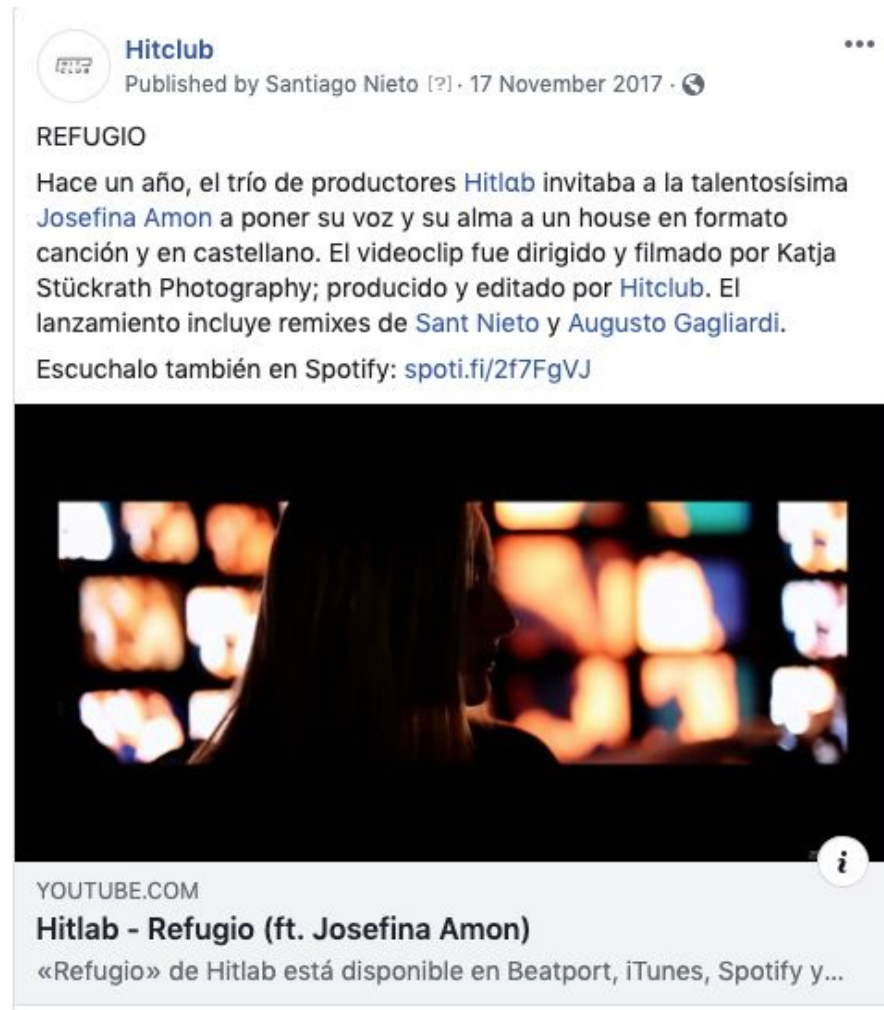 HIT
CLUB
Hitclub
Published by Santiago Nieto [?] · 17 November 2017 ·
REFUGIO
Hace un año, el trío de productores Hitlab invitaba a la talentosísima
Josefina Amon a poner su voz y su alma a un house en formato
canción y en castellano. El videoclip fue dirigido y filmado por Katja
Stückrath Photography; producido y editado por Hitclub. El
lanzamiento incluye remixes de Sant Nieto y Augusto Gagliardi.
Escuchalo también en Spotify: spoti.fi/2f7FgVJ
i
YOUTUBE.COM
Hitlab - Refugio (ft. Josefina Amon)
«Refugio» de Hitlab está disponible en Beatport, iTunes, Spotify y...